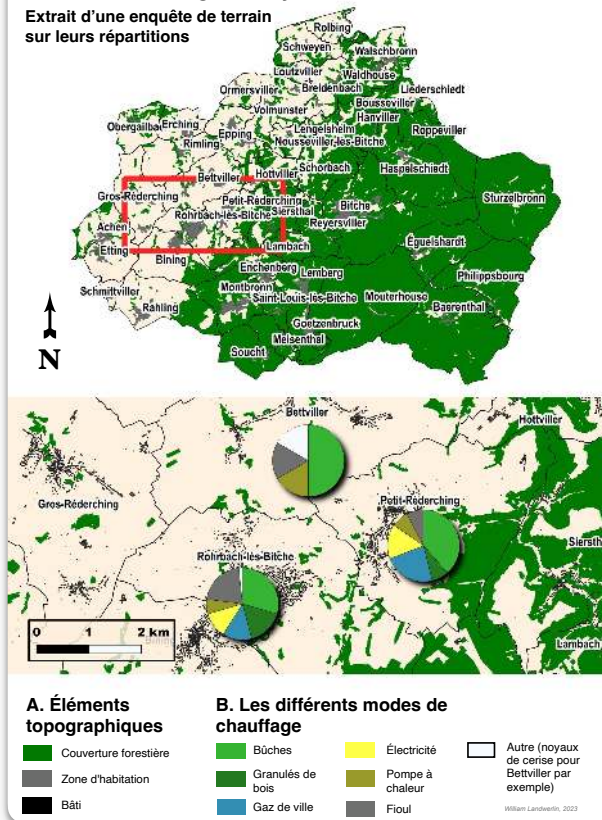 Extrait d'une enquête de terrain
sur leurs répartitions
Rolbing
Schweyen
Walschbronn
Loutzviller
Waldhouse
Ormersviller
Breidenbach
Liederschiedt
Volmunster
Bousseviller
Hanviller
Obergailbach
Erching
Epping
Lengelsheim
Roppeviller
Rimling
Nousseviller-lès-Bitche
Bettviller
Hottviller
Schorbach
Haspelschiedt
Gros-Réderching
Petit-Réderching
Sturzelbronn
Rohrbach-lès-Bitche
Siersthal
Bitche
Achen
Reyersviller
Etting
Lambach
Éguelshardt
Bining
Enchenberg
Lemberg
Philippsbourg
Schmittviller
Montbronn
Saint-Louis-lès-Bitche
Mouterhouse
Baerenthal
Rahling
Goetzenbruck
Meisenthal
Soucht
N
Bettviller
Hottviller
Gros-Réderching
Petit-Réderching
Siersth
Rohrbach-lès-Bitche
0 1 2 km
Lambach
A. Éléments
topographiques
Couverture forestière
Zone d'habitation
Bâti
B. Les différents modes de
chauffage
Bûches
Granulés de
bois
Gaz de ville
Électricité
Pompe à
chaleur
Fioul
Autre (noyaux
de cerise pour
Bettviller par
exemple)
William Landwerlin, 2023